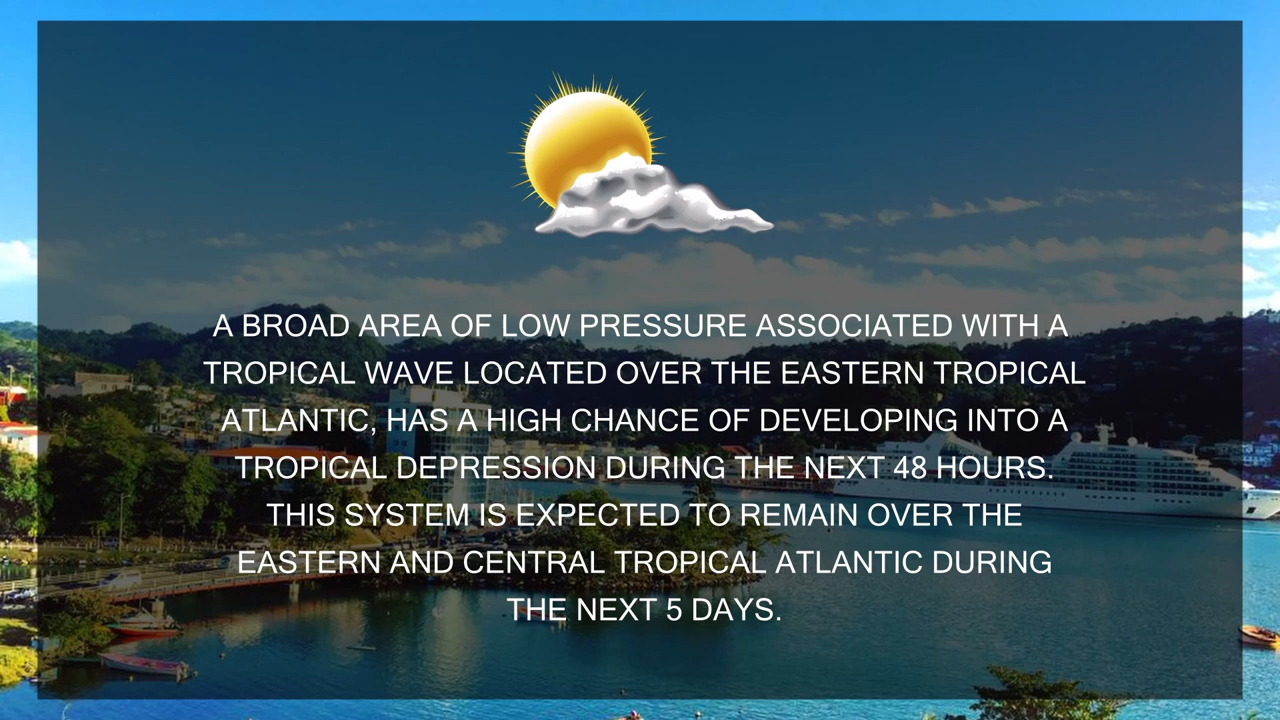 A BROAD AREA OF LOW PRESSURE ASSOCIATED WITH A
TROPICAL WAVE LOCATED OVER THE EASTERN TROPICAL
ATLANTIC, HAS A HIGH CHANCE OF DEVELOPING INTO A
TROPICAL DEPRESSION DURING THE NEXT 48 HOURS.
THIS SYSTEM IS EXPECTED TO REMAIN OVER THE
EASTERN AND CENTRAL TROPICAL ATLANTIC DURING
THE NEXT 5 DAYS.